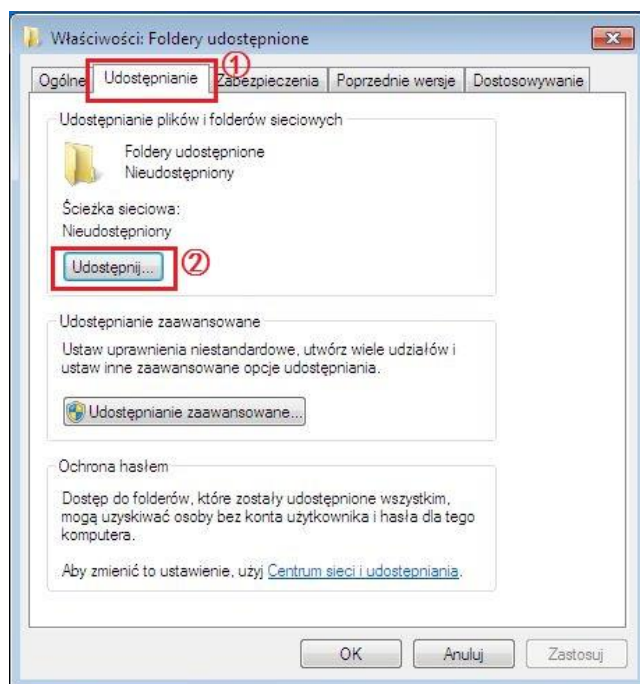 Właściwości: Foldery udostępnione
①
Ogólne Udostępnianie Zabezpieczenia Poprzednie wersje Dostosowywanie
Udostępnianie plików i folderów sieciowych
Foldery udostępnione
Nieudostępniony
Ścieżka sieciowa:
Nieudostępniony
Udostępnij... ②
Udostępnianie zaawansowane
Ustaw uprawnienia niestandardowe, utwórz wiele udziałów i
ustaw inne zaawansowane opcje udostępniania.
Udostępnianie zaawansowane...
Ochrona hasłem
Dostęp do folderów, które zostały udostępnione wszystkim,
mogą uzyskiwać osoby bez konta użytkownika i hasła dla tego
komputera.
Aby zmienić to ustawienie, użyj Centrum sieci i udostępniania.
OK Anuluj Zastosuj